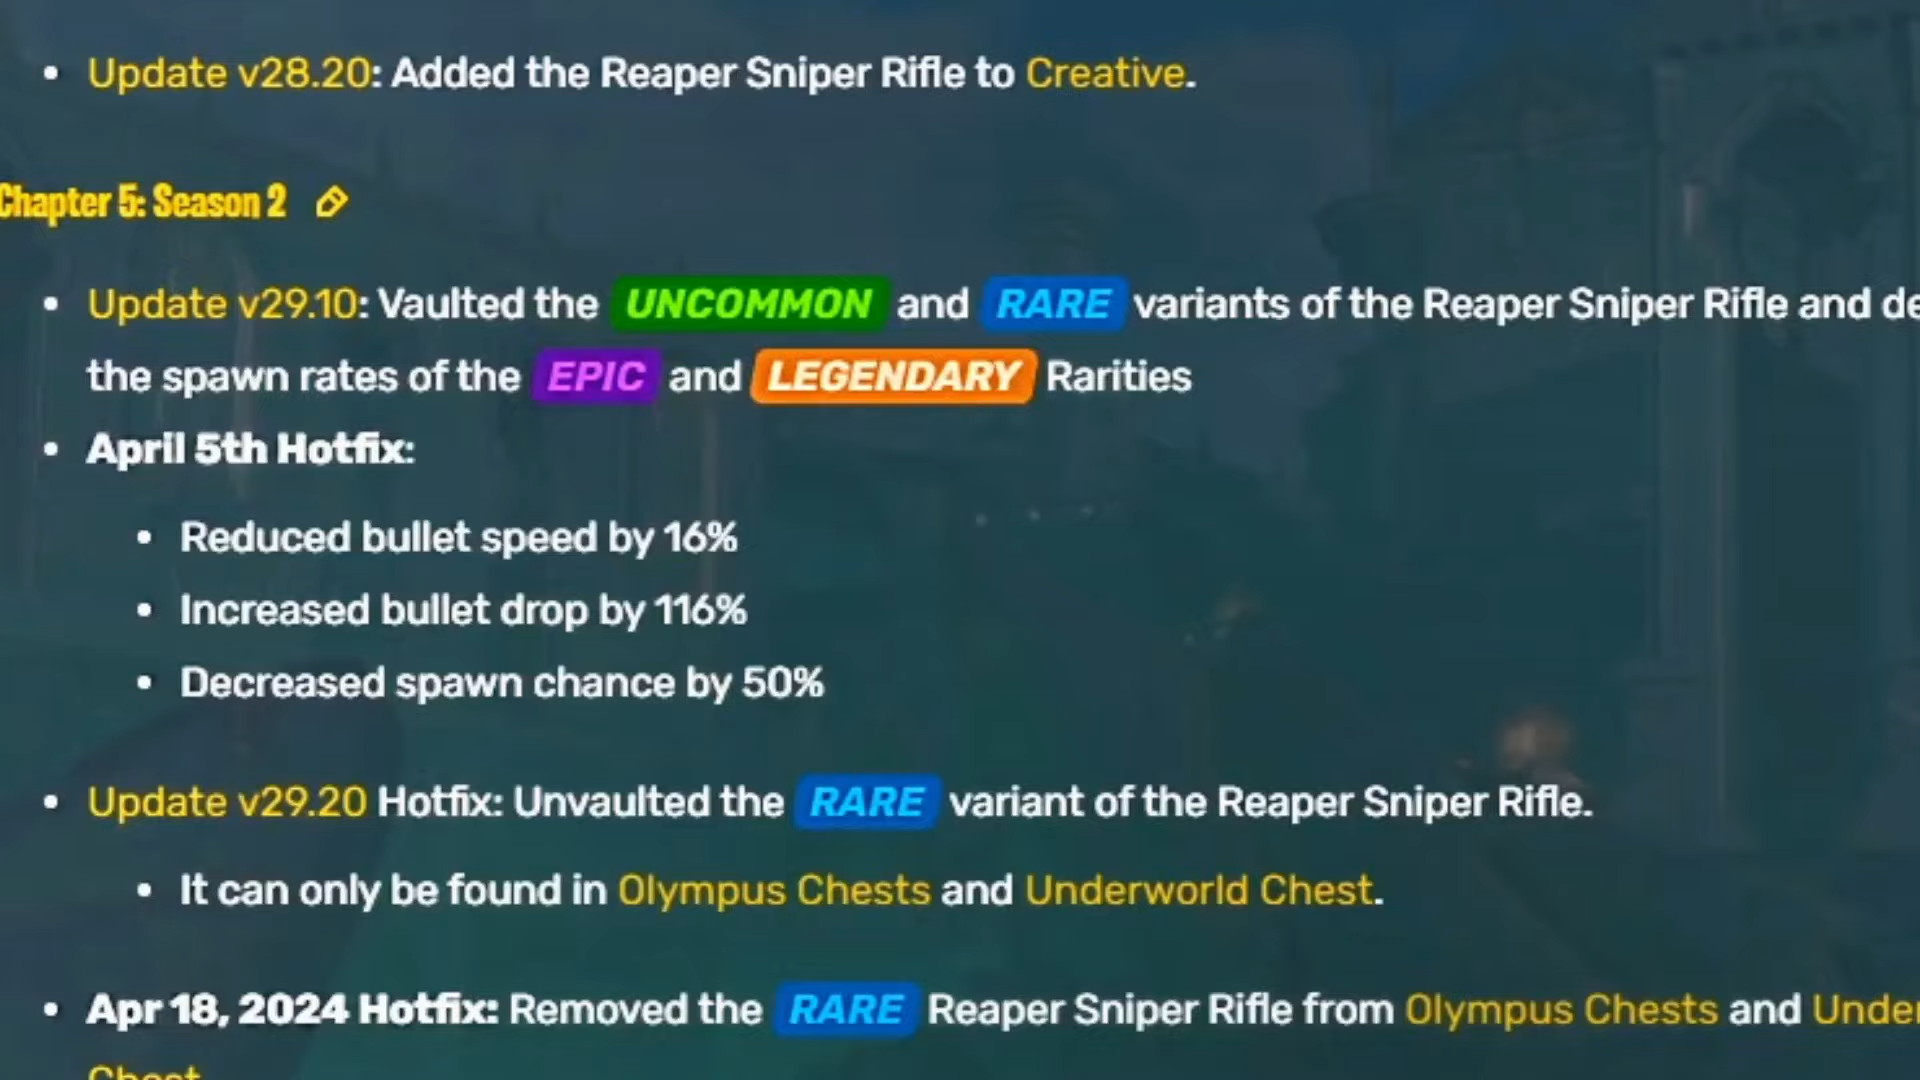 • Update v28.20: Added the Reaper Sniper Rifle to Creative.
Chapter 5: Season 2
• Update v29.10: Vaulted the UNCOMMON and RARE variants of the Reaper Sniper Rifle and
the spawn rates of the EPIC and LEGENDARY Rarities
• April 5th Hotfix:
• Reduced bullet speed by 16%
• Increased bullet drop by 116%
• Decreased spawn chance by 50%
• Update v29.20 Hotfix: Unvaulted the RARE variant of the Reaper Sniper Rifle.
• It can only be found in Olympus Chests and Underworld Chest.
• Apr 18, 2024 Hotfix: Removed the RARE Reaper Sniper Rifle from Olympus Chests and
Chest